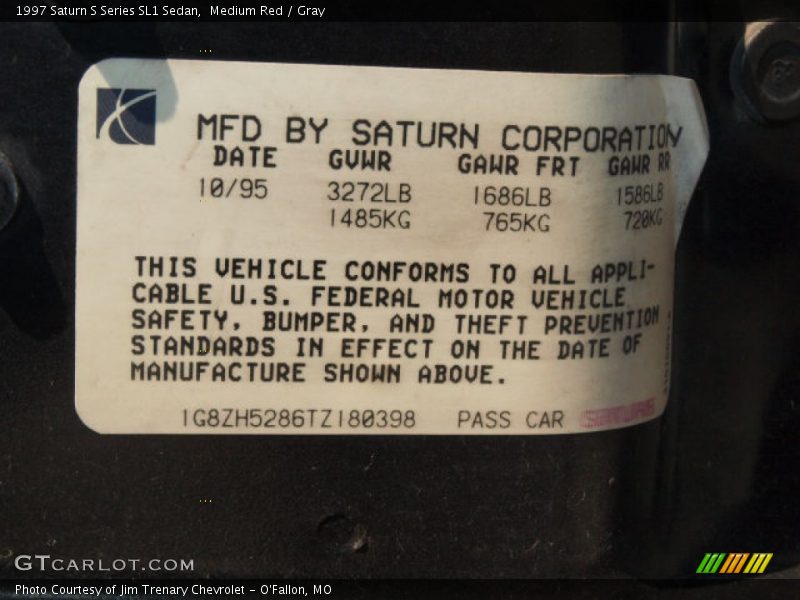 1997 Saturn S Series SL1 Sedan, Medium Red / Gray
MFD BY SATURN CORPORATION
DATE GVWR GAWR FRT GAWR RR
10/95 3272LB 1686LB 1586LB
1485KG 765KG 720KG
THIS VEHICLE CONFORMS TO ALL APPLI-
CABLE U.S. FEDERAL MOTOR VEHICLE
SAFETY, BUMPER, AND THEFT PREVENTION
STANDARDS IN EFFECT ON THE DATE OF
MANUFACTURE SHOWN ABOVE.
1G8ZH5286TZ180398 PASS CAR
GTCARLOT.COM
Photo Courtesy of Jim Trenary Chevrolet - O'Fallon, MO